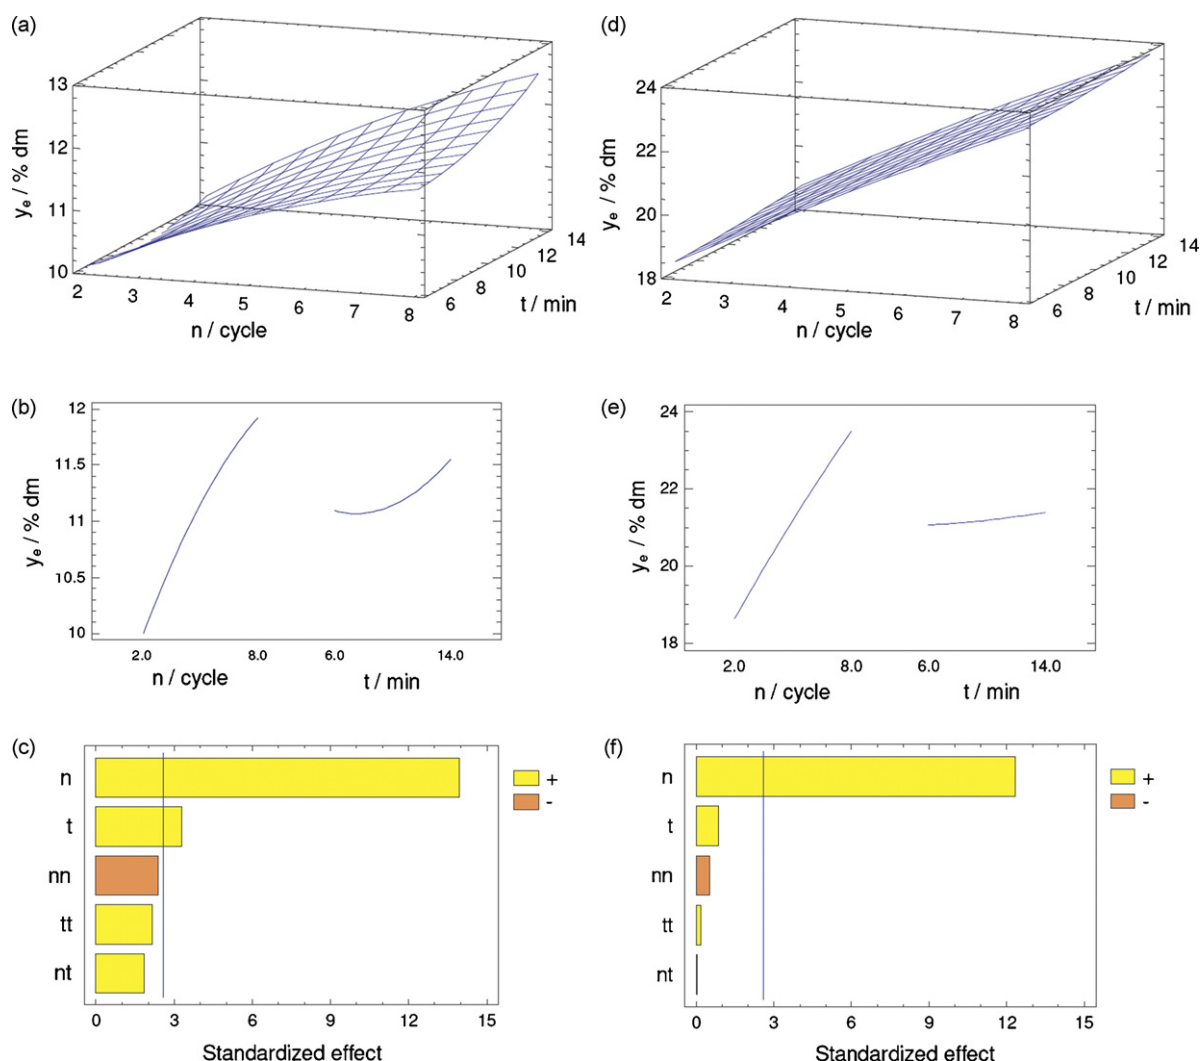 (a)
13
12
11
10
yₑ / % dm
2 3 4 5 6 7 8
n / cycle
6 8 10 12 14
t / min
(d)
24
22
20
18
yₑ / % dm
2 3 4 5 6 7 8
n / cycle
6 8 10 12 14
t / min
(b)
12
11.5
11
10.5
10
yₑ / % dm
2.0 8.0 6.0 14.0
n / cycle t / min
(e)
24
22
20
18
yₑ / % dm
2.0 8.0 6.0 14.0
n / cycle t / min
(c)
n
t
nn
tt
nt
+
-
0 3 6 9 12 15
Standardized effect
(f)
n
t
nn
tt
nt
+
-
0 3 6 9 12 15
Standardized effect